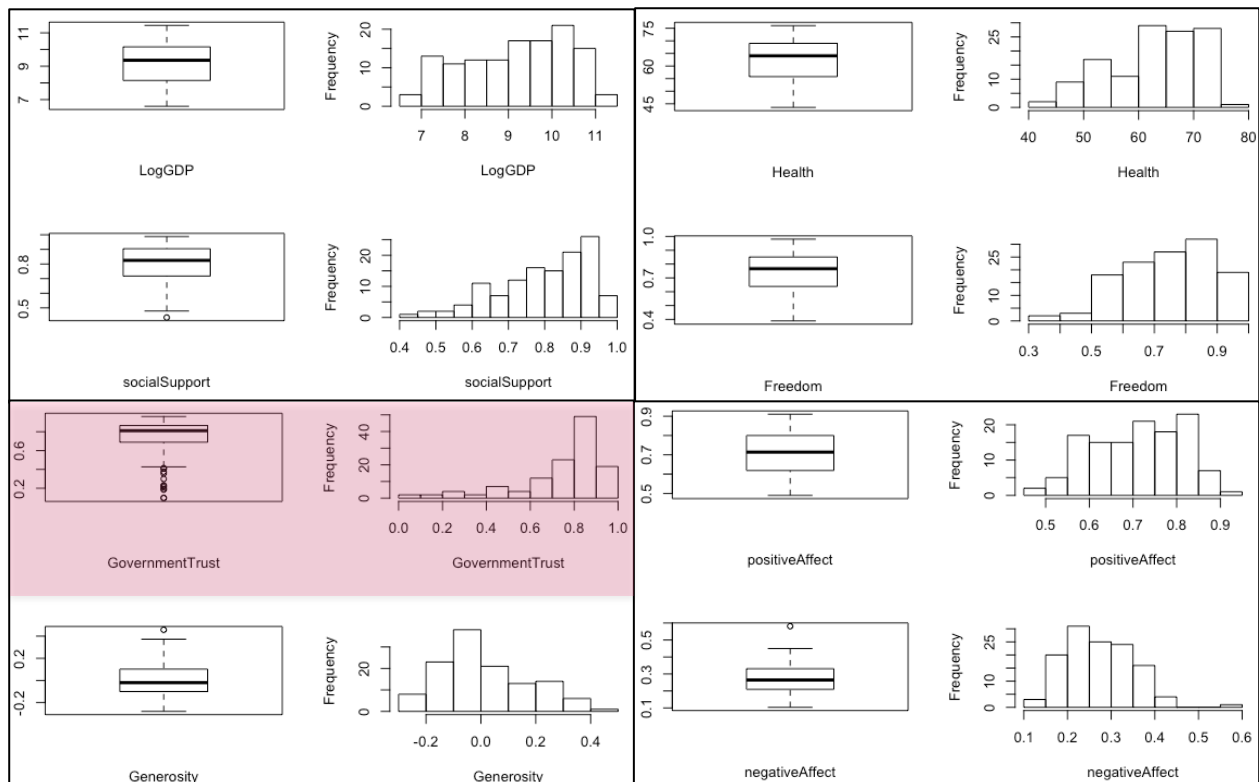 7 9 11
LogGDP
Frequency
0 10 20
7 8 9 10 11
LogGDP
45 60 75
Health
Frequency
0 15 30
40 50 60 70 80
Health
0.5 0.8
socialSupport
Frequency
0 10 20
0.4 0.5 0.6 0.7 0.8 0.9 1.0
socialSupport
0.4 0.7 1.0
Freedom
Frequency
0 10 25
0.3 0.5 0.7 0.9
Freedom
0.2 0.6
GovernmentTrust
Frequency
0 20 40
0.0 0.2 0.4 0.6 0.8 1.0
GovernmentTrust
0.5 0.7 0.9
positiveAffect
Frequency
0 10 20
0.5 0.6 0.7 0.8 0.9
positiveAffect
-0.2 0.2
Generosity
Frequency
0 20
-0.2 0.0 0.2 0.4
Generosity
0.1 0.3 0.5
negativeAffect
Frequency
0 10 25
0.1 0.2 0.3 0.4 0.5 0.6
negativeAffect